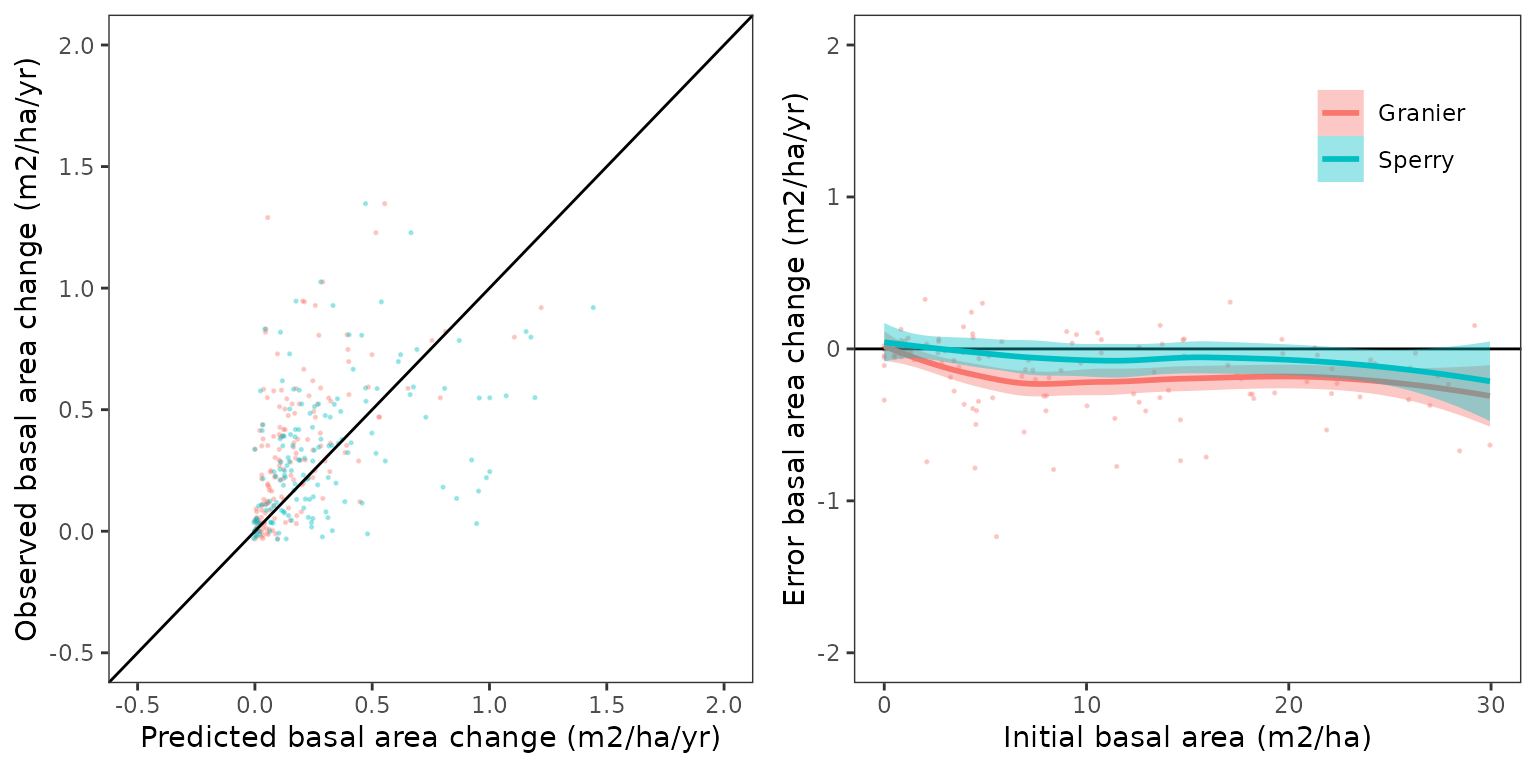 Observed basal area change (m2/ha/yr)
2.0
1.5
1.0
0.5
0.0
-0.5
-0.5 0.0 0.5 1.0 1.5 2.0
Predicted basal area change (m2/ha/yr)
Error basal area change (m2/ha/yr)
2
1
0
-1
-2
Granier
Sperry
0 10 20 30
Initial basal area (m2/ha)